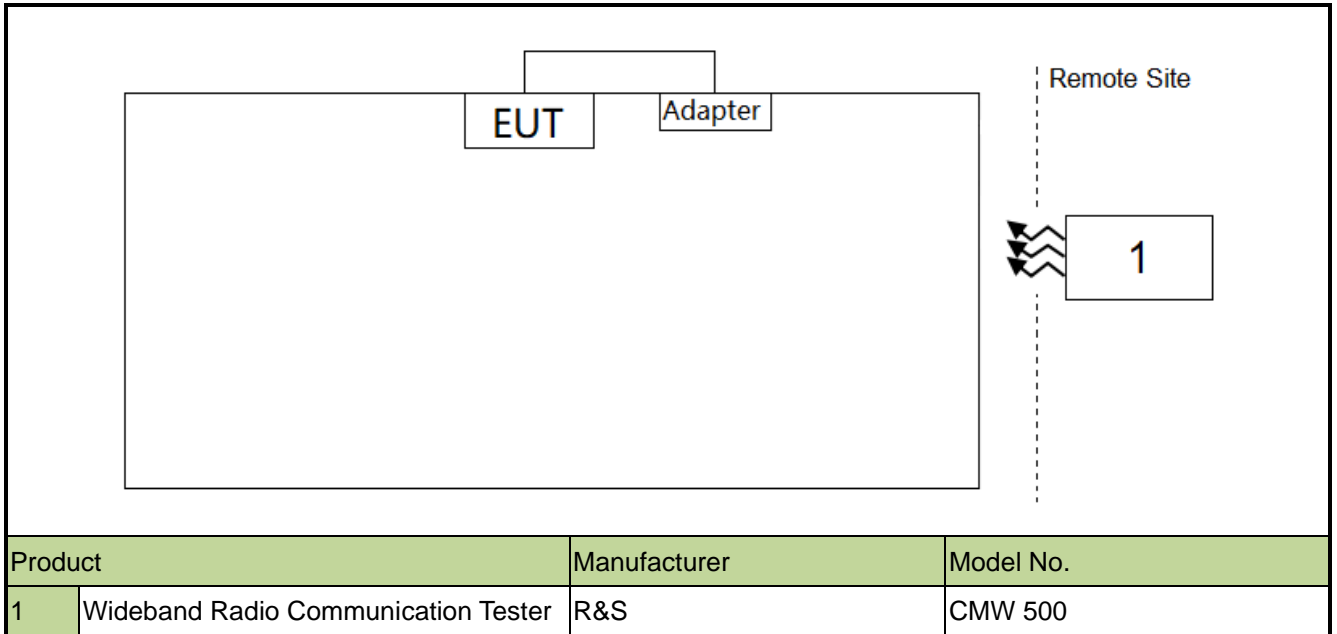 Remote Site
EUT
Adapter
1
Product Manufacturer Model No.
1 Wideband Radio Communication Tester R&S CMW 500